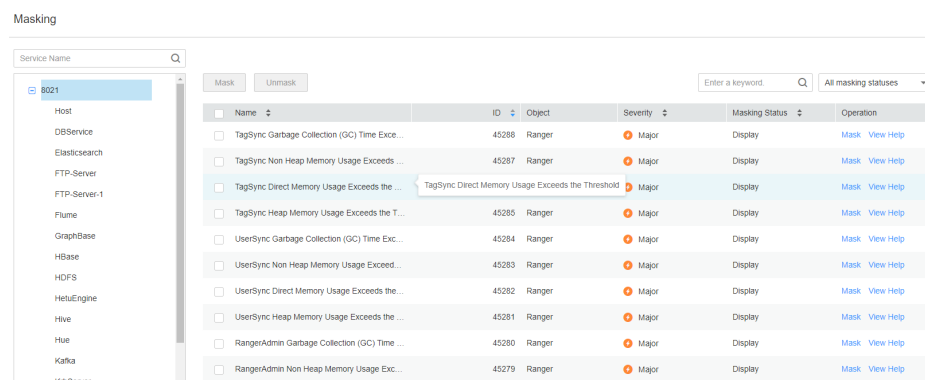 Masking
Service Name
8021
Host
DBService
Elasticsearch
FTP-Server
FTP-Server-1
Flume
GraphBase
HBase
HDFS
HetuEngine
Hive
Hue
Kafka
Mask Unmask Enter a keyword. All masking statuses
Name ID Object Severity Masking Status Operation
TagSync Garbage Collection (GC) Time Exce... 45288 Ranger Major Display Mask View Help
TagSync Non Heap Memory Usage Exceeds ... 45287 Ranger Major Display Mask View Help
TagSync Direct Memory Usage Exceeds the ... TagSync Direct Memory Usage Exceeds the Threshold Major Display Mask View Help
TagSync Heap Memory Usage Exceeds the T... 45285 Ranger Major Display Mask View Help
UserSync Garbage Collection (GC) Time Exc... 45284 Ranger Major Display Mask View Help
UserSync Non Heap Memory Usage Exceed... 45283 Ranger Major Display Mask View Help
UserSync Direct Memory Usage Exceeds the... 45282 Ranger Major Display Mask View Help
UserSync Heap Memory Usage Exceeds the ... 45281 Ranger Major Display Mask View Help
RangerAdmin Garbage Collection (GC) Time ... 45280 Ranger Major Display Mask View Help
RangerAdmin Non Heap Memory Usage Exc... 45279 Ranger Major Display Mask View Help